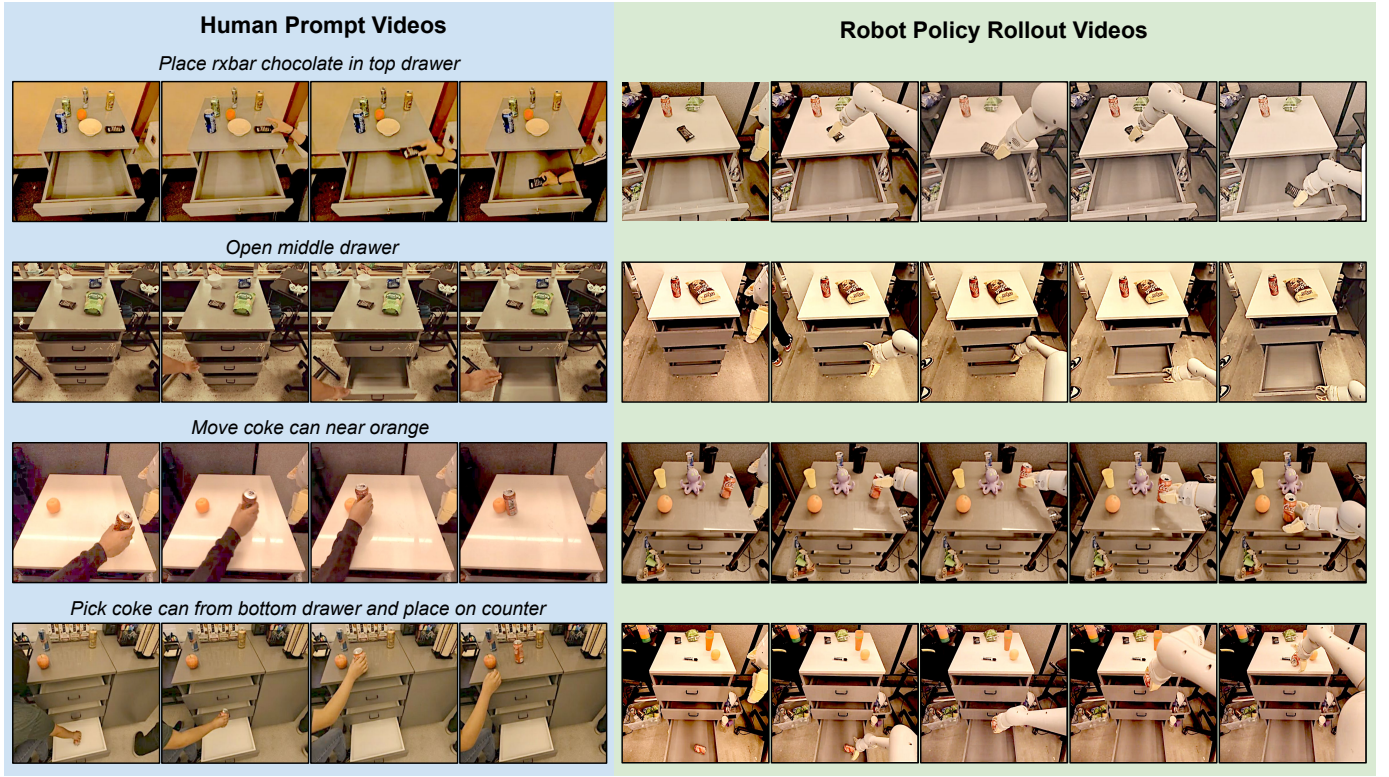 Human Prompt Videos
Robot Policy Rollout Videos
Place rxbar chocolate in top drawer
Open middle drawer
Move coke can near orange
Pick coke can from bottom drawer and place on counter